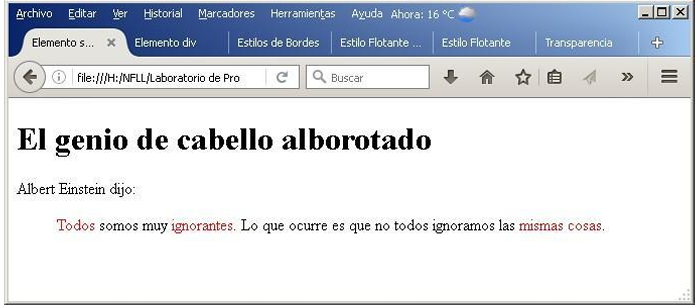 Archivo Editar Ver Historial Marcadores Herramientas Ayuda Ahora: 16 °C
Elemento s... Elemento div Estilos de Bordes Estilo Flotante ... Estilo Flotante Transparencia
file:///H:/NFLL/Laboratorio de Pro Buscar
El genio de cabello alborotado
Albert Einstein dijo:
Todos somos muy ignorantes. Lo que ocurre es que no todos ignoramos las mismas cosas.